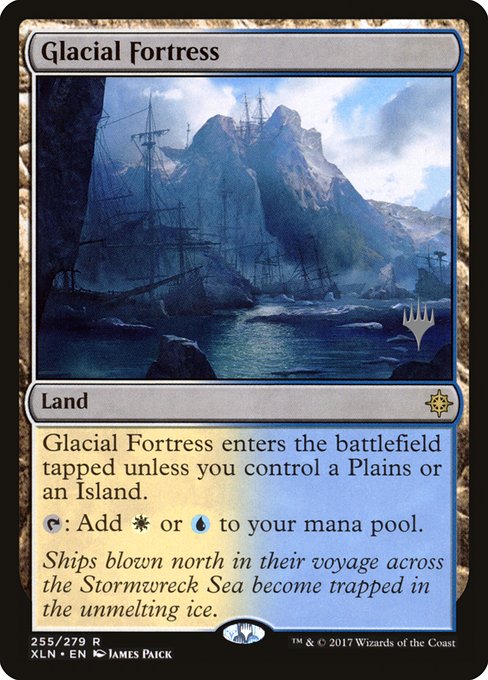 Glacial Fortress
Land
Glacial Fortress enters the battlefield
tapped unless you control a Plains or
an Island.
: Add or to your mana pool.
Ships blown north in their voyage across
the Stormwreck Sea become trapped in
the unmelting ice.
255/279 R
XLN • EN James Paick
™ & © 2017 Wizards of the Coast